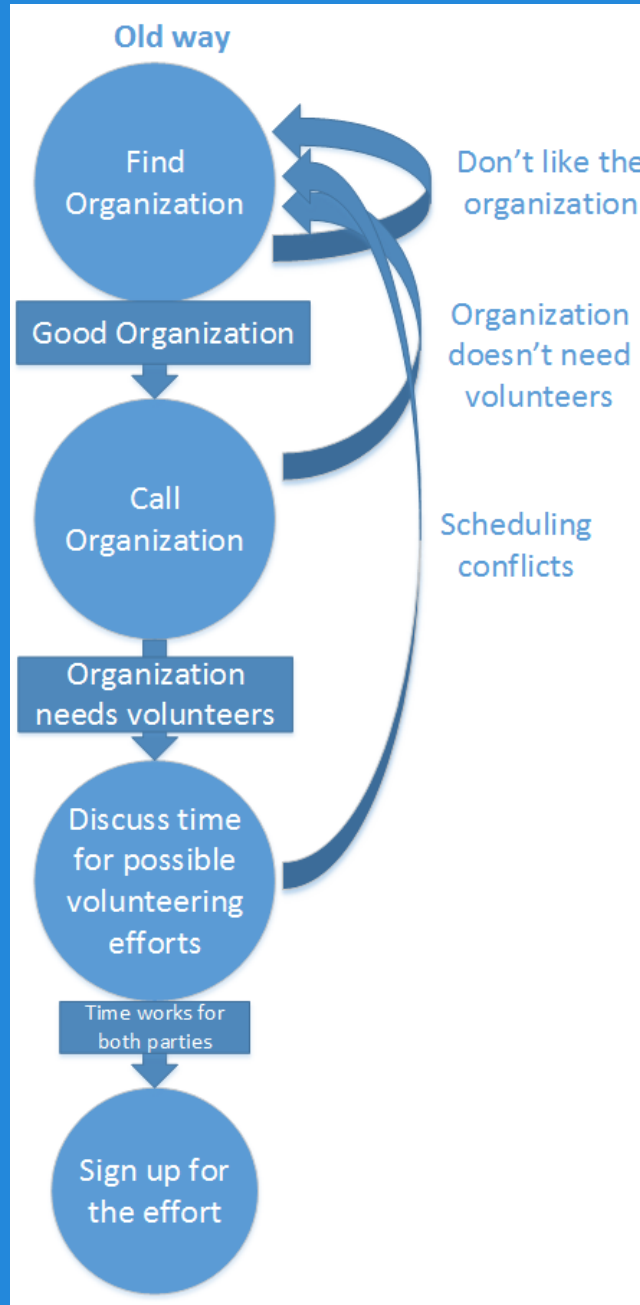 Old way
Find
Organization
Don't like the
organization
Good Organization
Organization
doesn't need
volunteers
Call
Organization
Scheduling
conflicts
Organization
needs volunteers
Discuss time
for possible
volunteering
efforts
Time works for
both parties
Sign up for
the effort